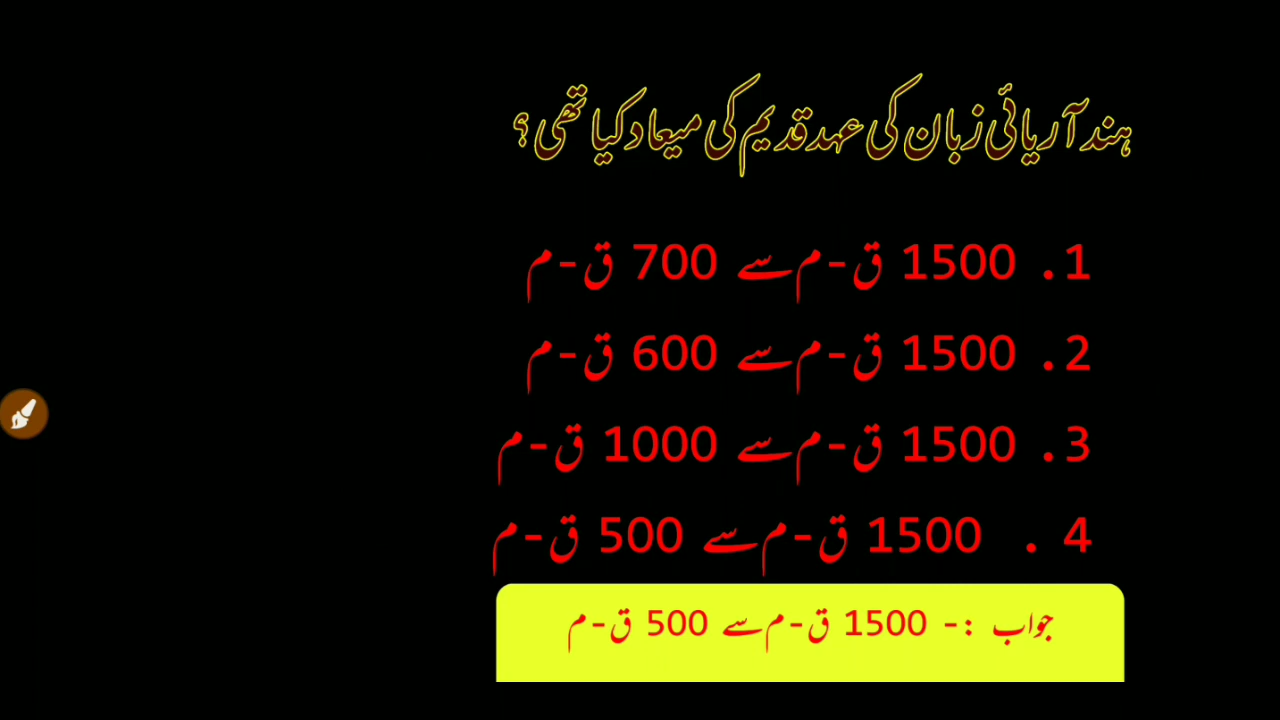 ہند آریائی زبان کی عہد قدیم کی میعاد کیا تھی؟
1. 1500 ق-م سے 700 ق-م
2. 1500 ق-م سے 600 ق-م
3. 1500 ق-م سے 1000 ق-م
4 . 1500 ق-م سے 500 ق-م
جواب :- 1500 ق-م سے 500 ق-م